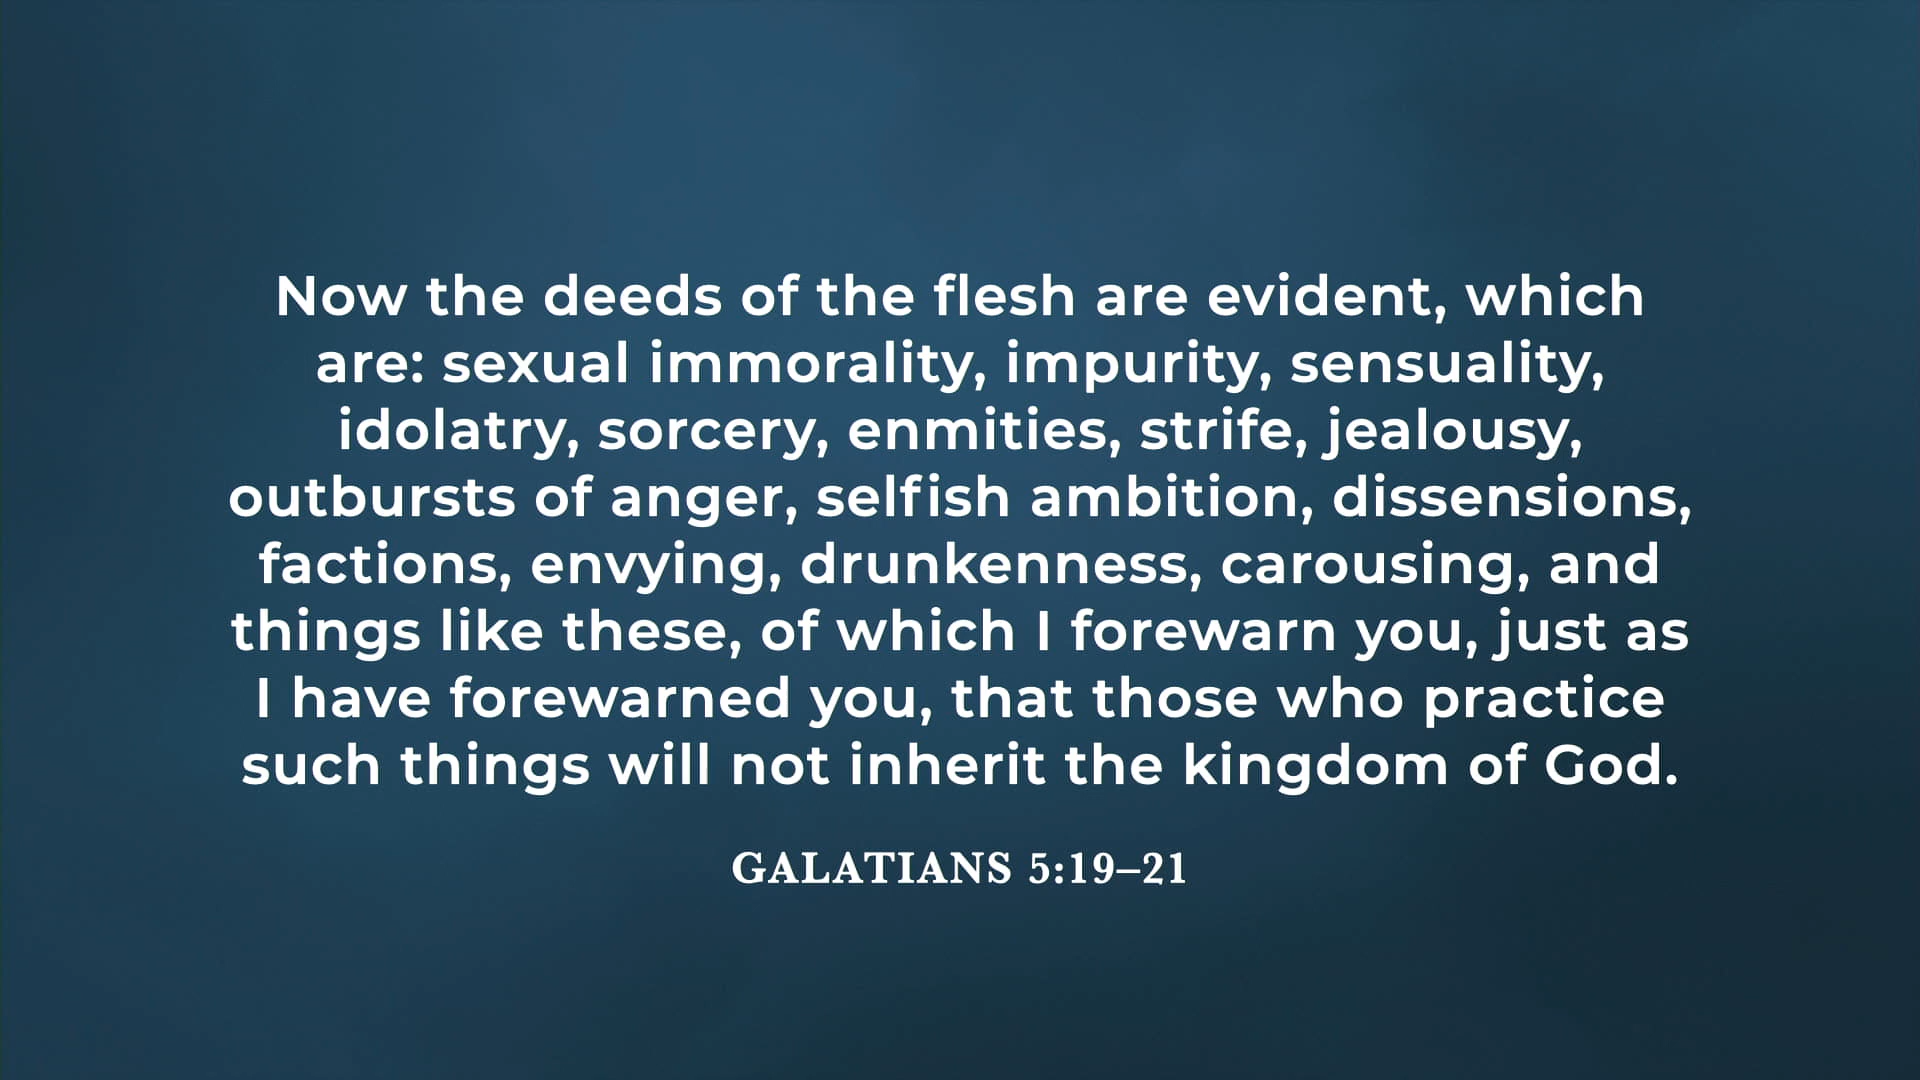 Now the deeds of the flesh are evident, which
are: sexual immorality, impurity, sensuality,
idolatry, sorcery, enmities, strife, jealousy,
outbursts of anger, selfish ambition, dissensions,
factions, envying, drunkenness, carousing, and
things like these, of which I forewarn you, just as
I have forewarned you, that those who practice
such things will not inherit the kingdom of God.
GALATIANS 5:19–21